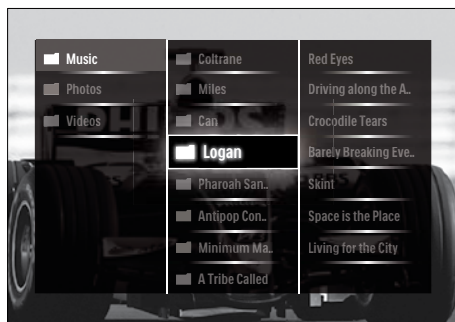 Music
Photos
Videos
Coltrane
Miles
Can
Logan
Pharoah San..
Antipop Con..
Minimum Ma..
A Tribe Called
Red Eyes
Driving along the A..
Crocodile Tears
Barely Breaking Eve..
Skint
Space is the Place
Living for the City